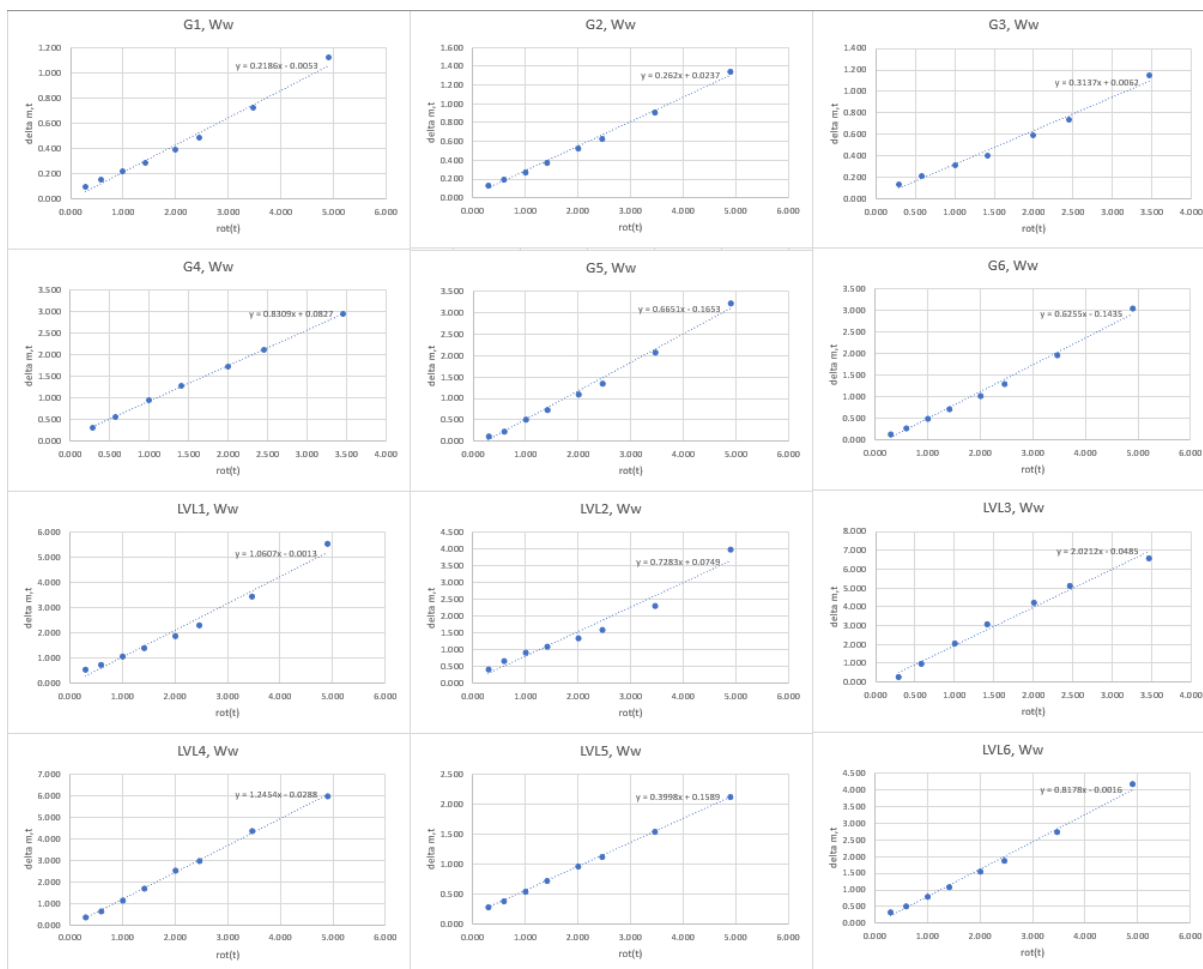 G1, Ww
1.200
1.000
0.800
0.600
0.400
0.200
0.000
delta m,t
y = 0.2186x - 0.0053
0.000 1.000 2.000 3.000 4.000 5.000 6.000
rot(t)
G2, Ww
1.600
1.400
1.200
1.000
0.800
0.600
0.400
0.200
0.000
delta m,t
y = 0.262x + 0.0237
0.000 1.000 2.000 3.000 4.000 5.000 6.000
rot(t)
G3, Ww
1.400
1.200
1.000
0.800
0.600
0.400
0.200
0.000
delta m,t
y = 0.3137x + 0.0062
0.000 0.500 1.000 1.500 2.000 2.500 3.000 3.500 4.000
rot(t)
G4, Ww
3.500
3.000
2.500
2.000
1.500
1.000
0.500
0.000
delta m,t
y = 0.8309x + 0.0827
0.000 0.500 1.000 1.500 2.000 2.500 3.000 3.500 4.000
rot(t)
G5, Ww
3.500
3.000
2.500
2.000
1.500
1.000
0.500
0.000
delta m,t
y = 0.6651x - 0.1653
0.000 1.000 2.000 3.000 4.000 5.000 6.000
rot(t)
G6, Ww
3.500
3.000
2.500
2.000
1.500
1.000
0.500
0.000
delta m,t
y = 0.6255x - 0.1435
0.000 1.000 2.000 3.000 4.000 5.000 6.000
rot(t)
LVL1, Ww
6.000
5.000
4.000
3.000
2.000
1.000
0.000
delta m,t
y = 1.0607x - 0.0013
0.000 1.000 2.000 3.000 4.000 5.000 6.000
rot(t)
LVL2, Ww
4.500
4.000
3.500
3.000
2.500
2.000
1.500
1.000
0.500
0.000
delta m,t
y = 0.7283x + 0.0749
0.000 1.000 2.000 3.000 4.000 5.000 6.000
rot(t)
LVL3, Ww
8.000
7.000
6.000
5.000
4.000
3.000
2.000
1.000
0.000
delta m,t
y = 2.0212x - 0.0485
0.000 0.500 1.000 1.500 2.000 2.500 3.000 3.500 4.000
rot(t)
LVL4, Ww
7.000
6.000
5.000
4.000
3.000
2.000
1.000
0.000
delta m,t
y = 1.2454x - 0.0288
0.000 1.000 2.000 3.000 4.000 5.000 6.000
rot(t)
LVL5, Ww
2.500
2.000
1.500
1.000
0.500
0.000
delta m,t
y = 0.3998x + 0.1589
0.000 1.000 2.000 3.000 4.000 5.000 6.000
rot(t)
LVL6, Ww
4.500
4.000
3.500
3.000
2.500
2.000
1.500
1.000
0.500
0.000
delta m,t
y = 0.8178x - 0.0016
0.000 1.000 2.000 3.000 4.000 5.000 6.000
rot(t)